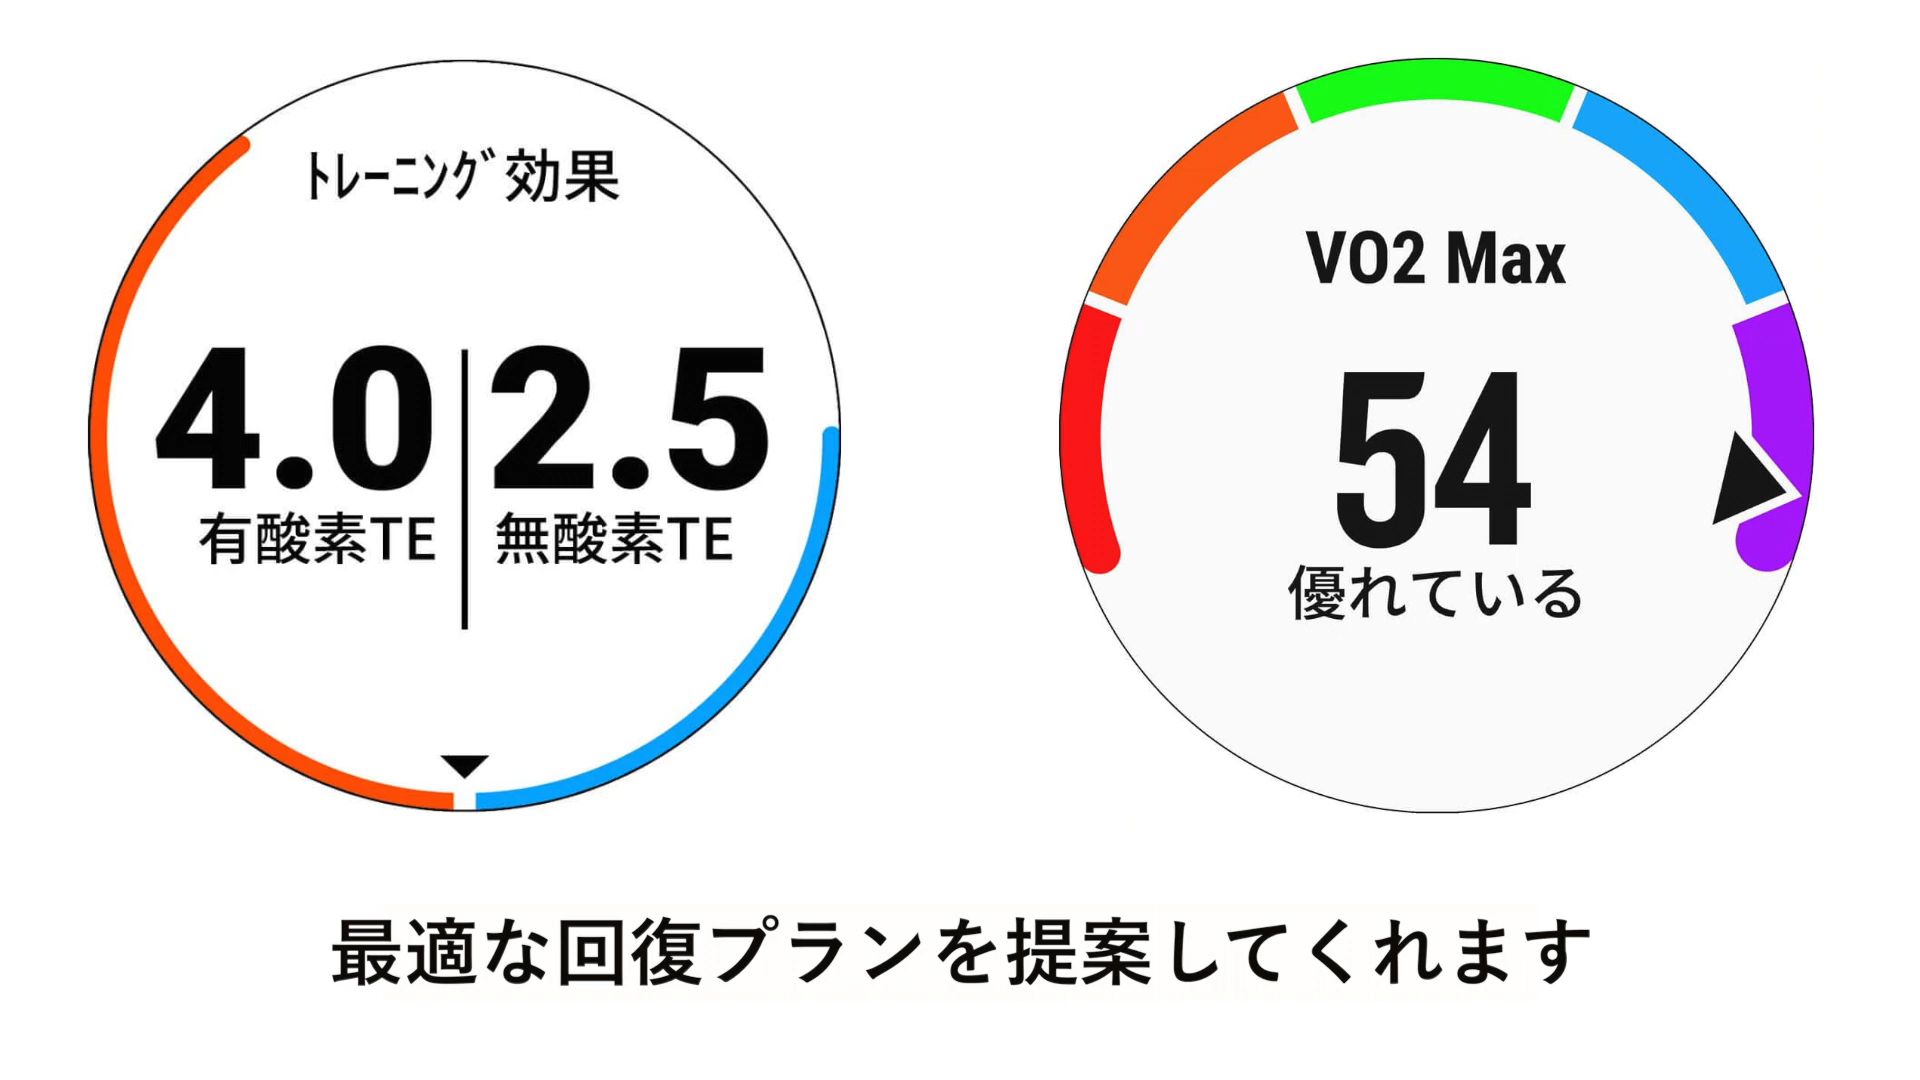 ﾄﾚｰﾆﾝｸﾞ効果
4.0
2.5
有酸素TE
無酸素TE
VO2 Max
54
優れている
最適な回復プランを提案してくれます